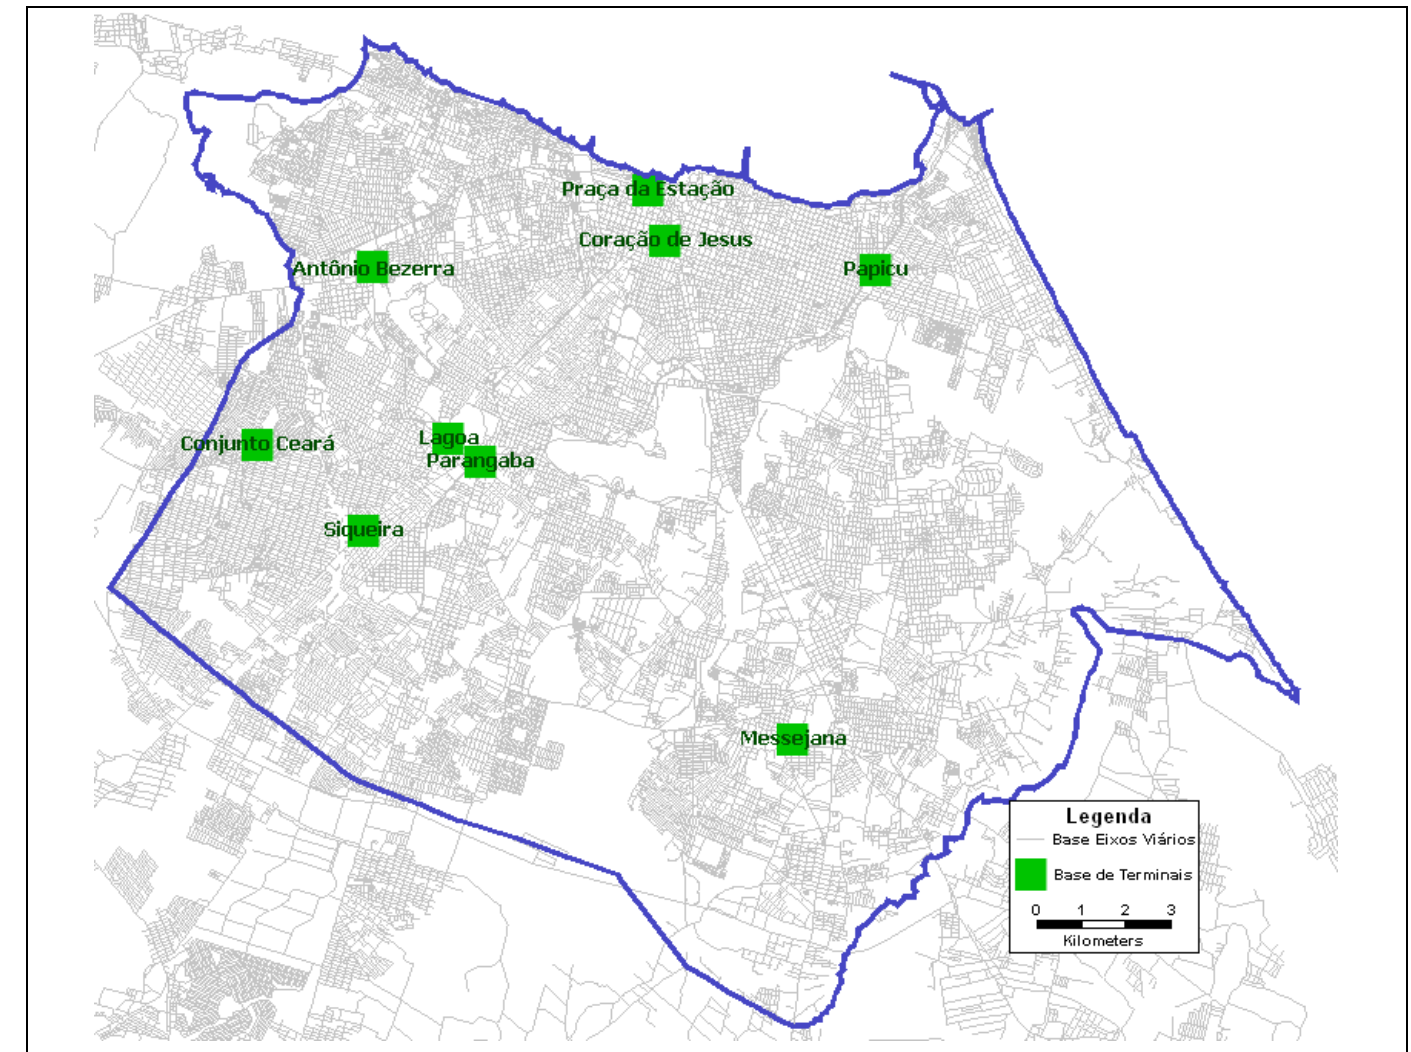 Praça da Estação
Coração de Jesus
Antônio Bezerra
Papicu
Conjunto Ceará
Lagoa
Parangaba
Siqueira
Messejana
Legenda
Base Eixos Viários
Base de Terminais
0 1 2 3
Kilometers